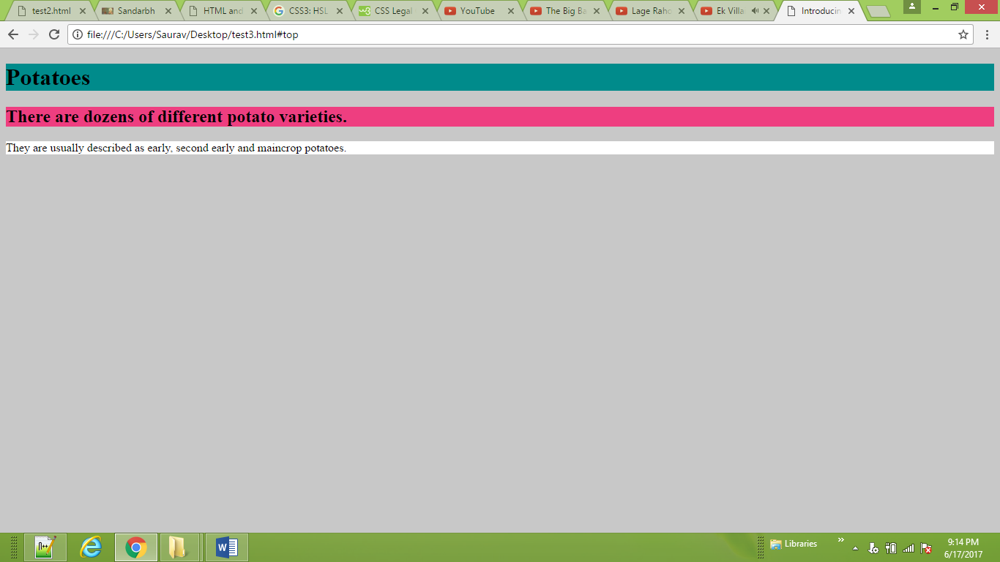 test2.html
Sandarbh
HTML and
CSS3: HSL
CSS Legal
YouTube
The Big Ba
Lage Raho
Ek Villa
Introducin
file:///C:/Users/Saurav/Desktop/test3.html#top
Potatoes
There are dozens of different potato varieties.
They are usually described as early, second early and maincrop potatoes.
Libraries
9:14 PM
6/17/2017